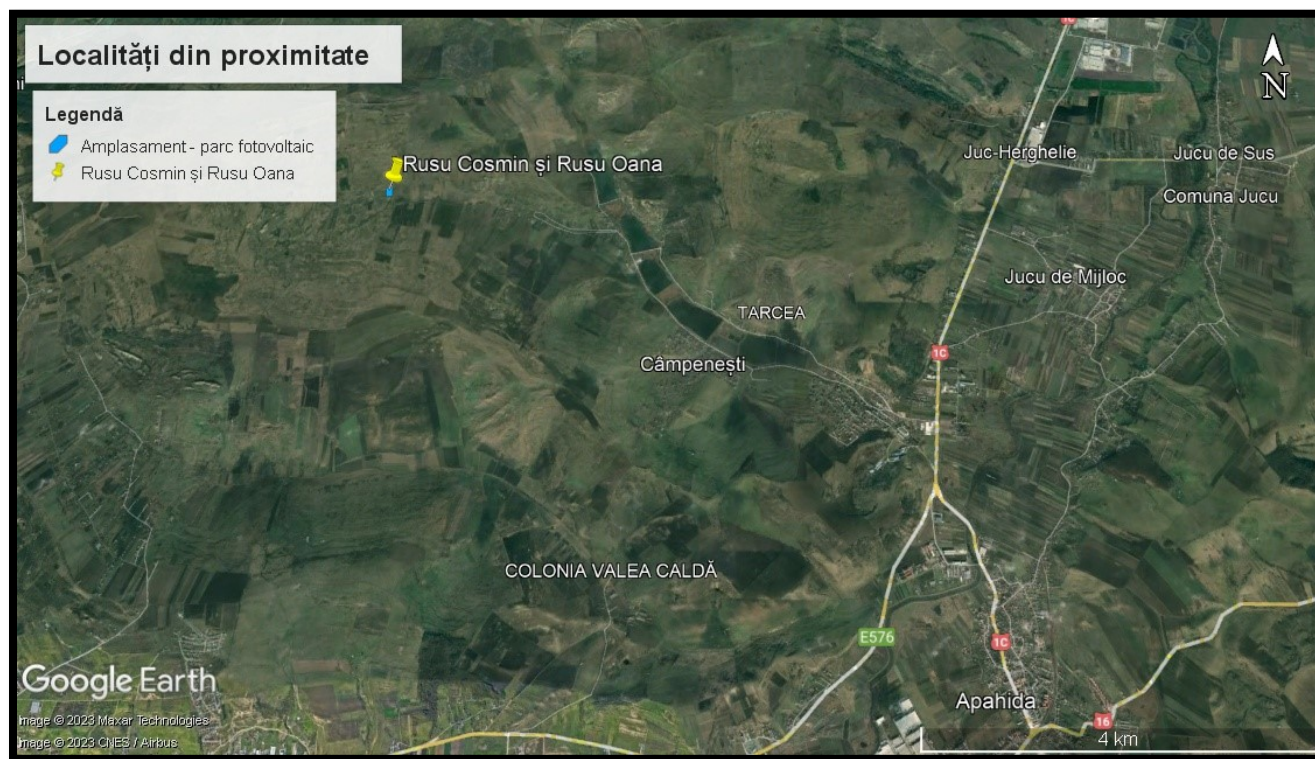 Localități din proximitate
Legendă
Amplasament - parc fotovoltaic
Rusu Cosmin și Rusu Oana
N
1C
Rusu Cosmin și Rusu Oana
Juc-Herghelie
Jucu de Sus
Comuna Jucu
Jucu de Mijloc
TARCEA
1C
Câmpenești
COLONIA VALEA CALDĂ
E576
1C
Apahida
16
4 km
Google Earth
Image © 2023 Maxar Technologies
Image © 2023 CNES / Airbus